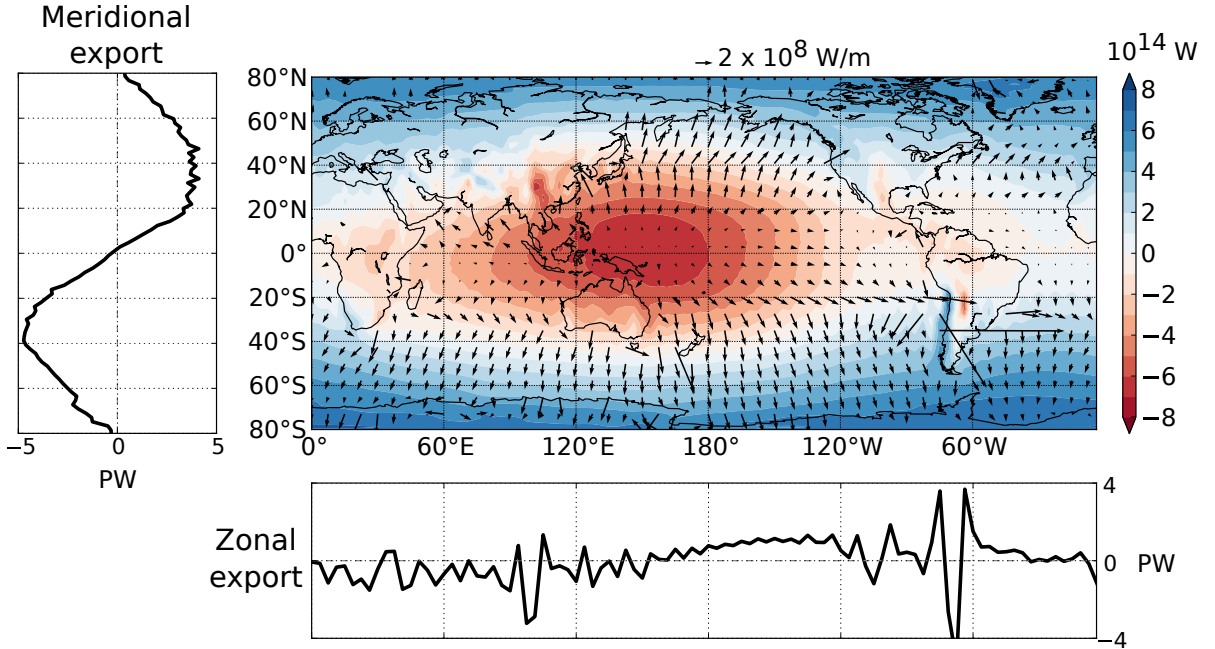 Meridional
export
2 x 10⁸ W/m
10¹⁴ W
80°N
60°N
40°N
20°N
0°
20°S
40°S
60°S
80°S
0
60°E
120°E
180°
120°W
60°W
8
6
4
2
0
−2
−4
−6
−8
−5
0
5
PW
Zonal
export
4
0
−4
PW